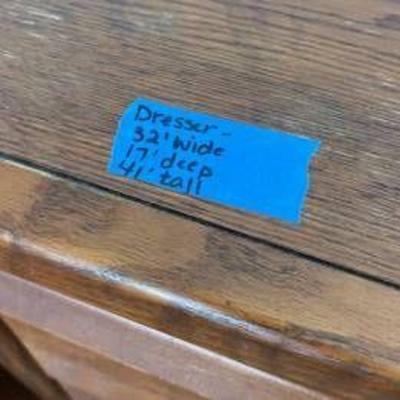 Dresser-
32' wide
17' deep
41' tall